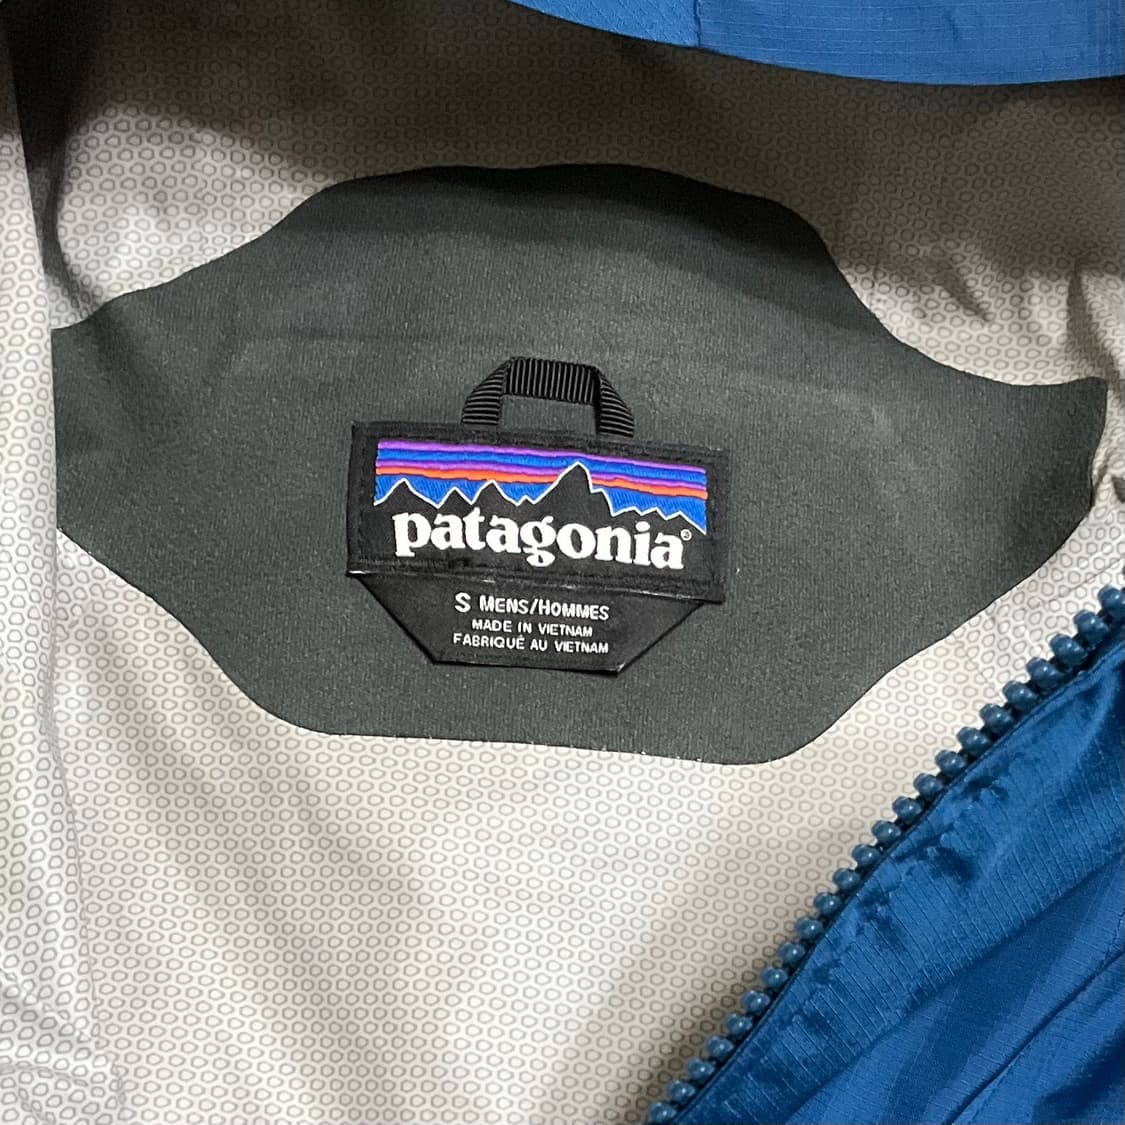 patagonia®
S MENS/HOMMES
MADE IN VIETNAM
FABRIQUÉ AU VIETNAM